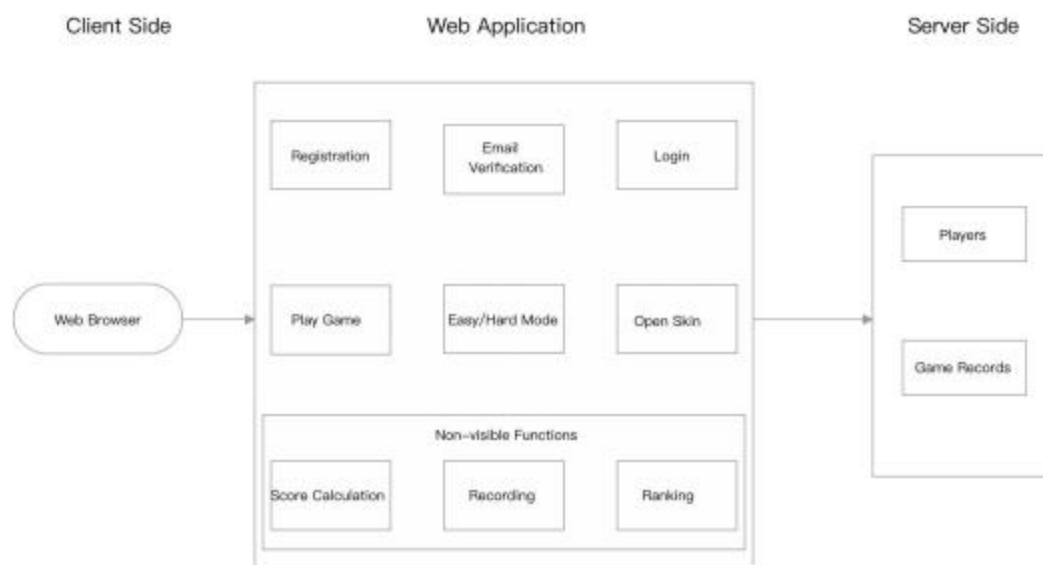 Client Side
Web Application
Server Side
Registration
Email
Verification
Login
Players
Web Browser
Play Game
Easy/Hard Mode
Open Skin
Game Records
Non-visible Functions
Score Calculation
Recording
Ranking